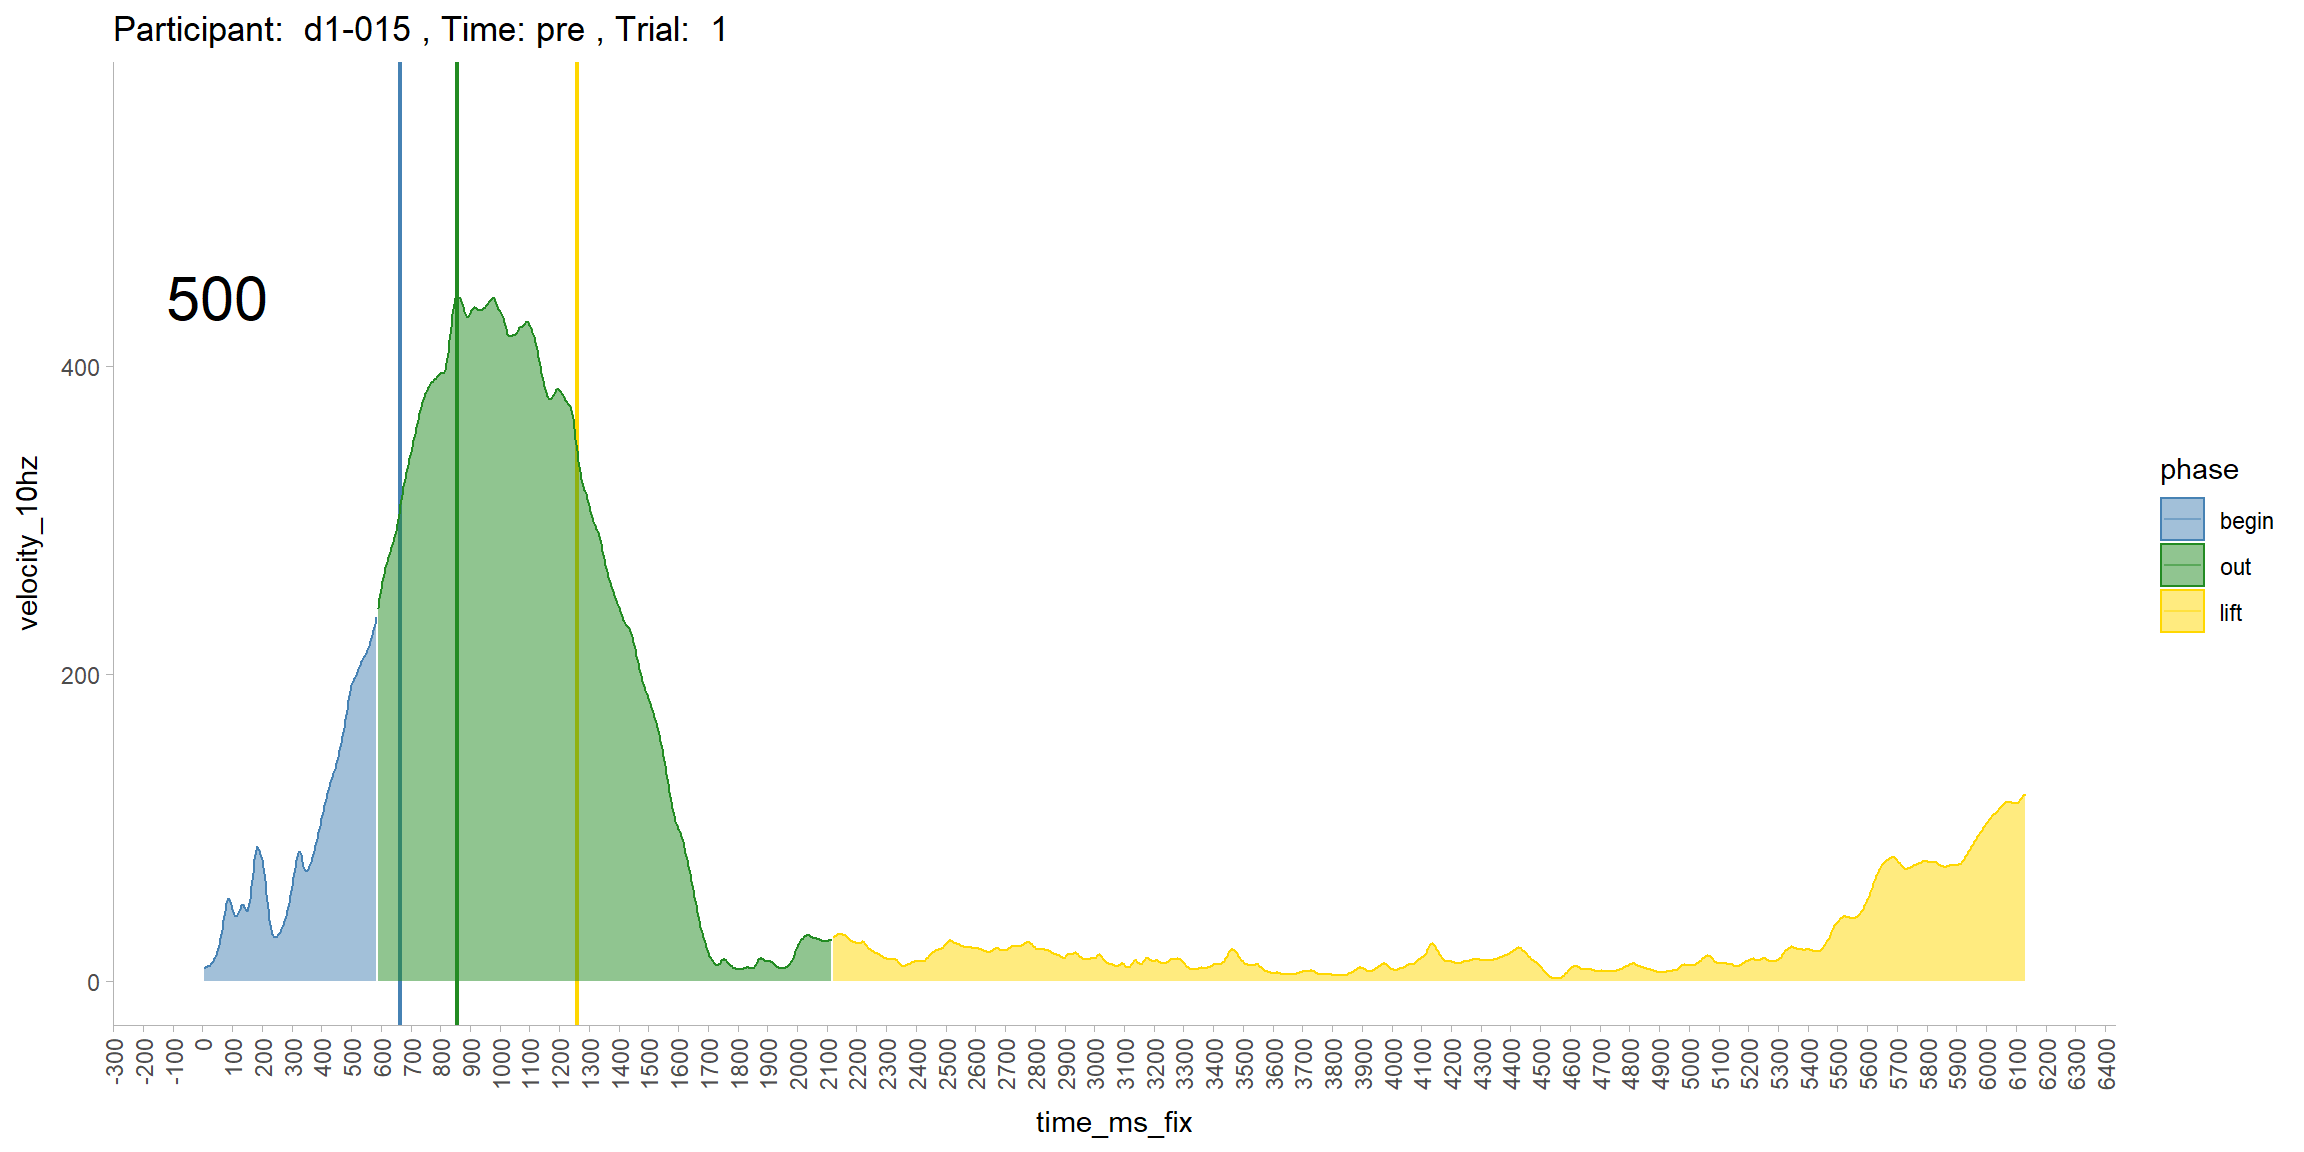 Participant:  d1-015 , Time: pre , Trial:  1
500
400
200
0
velocity_10hz
-300 -200 -100 0 100 200 300 400 500 600 700 800 900 1000 1100 1200 1300 1400 1500 1600 1700 1800 1900 2000 2100 2200 2300 2400 2500 2600 2700 2800 2900 3000 3100 3200 3300 3400 3500 3600 3700 3800 3900 4000 4100 4200 4300 4400 4500 4600 4700 4800 4900 5000 5100 5200 5300 5400 5500 5600 5700 5800 5900 6000 6100 6200 6300 6400
time_ms_fix
phase
begin
out
lift